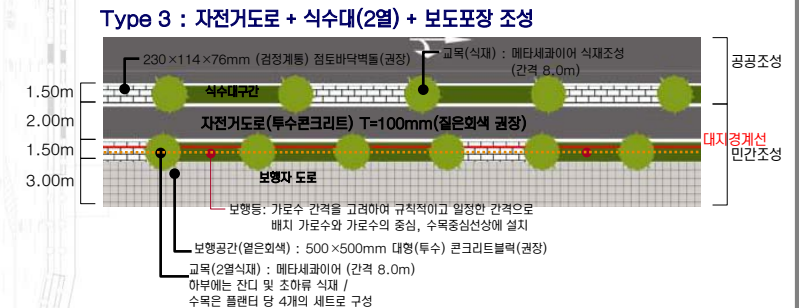 Type 3 : 자전거도로 + 식수대(2열) + 보도포장 조성
230×114×76mm (검정계통) 점토바닥벽돌(권장)
교목(식재) : 메타세콰이어 식재조성
(간격 8.0m)
공공조성
1.50m
식수대구간
2.00m
자전거도로(투수콘크리트) T=100mm(짙은회색 권장)
대지경계선
1.50m
민간조성
3.00m
보행자 도로
보행등: 가로수 간격을 고려하여 규칙적이고 일정한 간격으로
배치 가로수와 가로수의 중심, 수목중심선상에 설치
보행공간(옅은회색) : 500×500mm 대형(투수) 콘크리트블럭(권장)
교목(2열식재) : 메타세콰이어 (간격 8.0m)
하부에는 잔디 및 초하류 식재 /
수목은 플랜터 당 4개의 세트로 구성